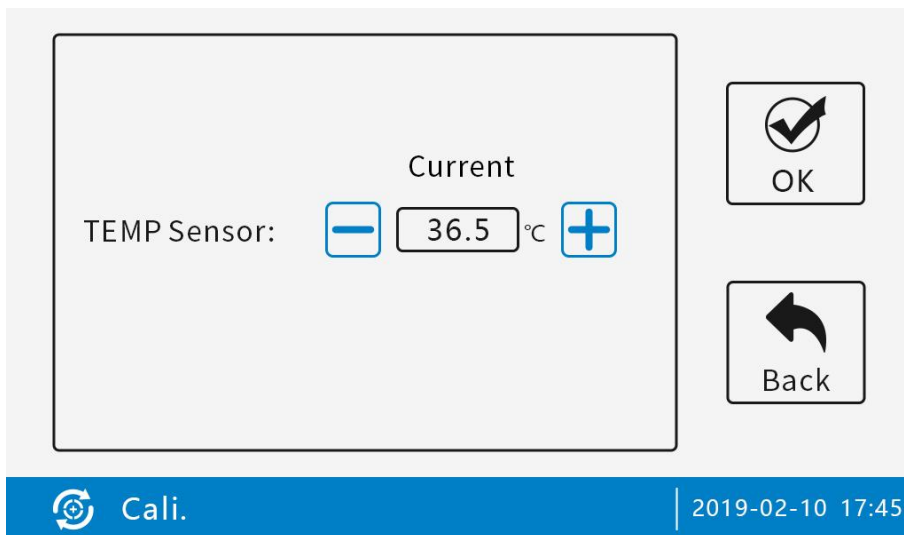 Current
TEMP Sensor: 36.5 ℃
OK
Back
Cali.
2019-02-10 17:45